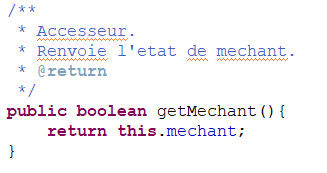 /**
 * Accesseur.
 * Renvoie l'etat de mechant.
 * @return
 */
public boolean getMechant(){
    return this.mechant;
}